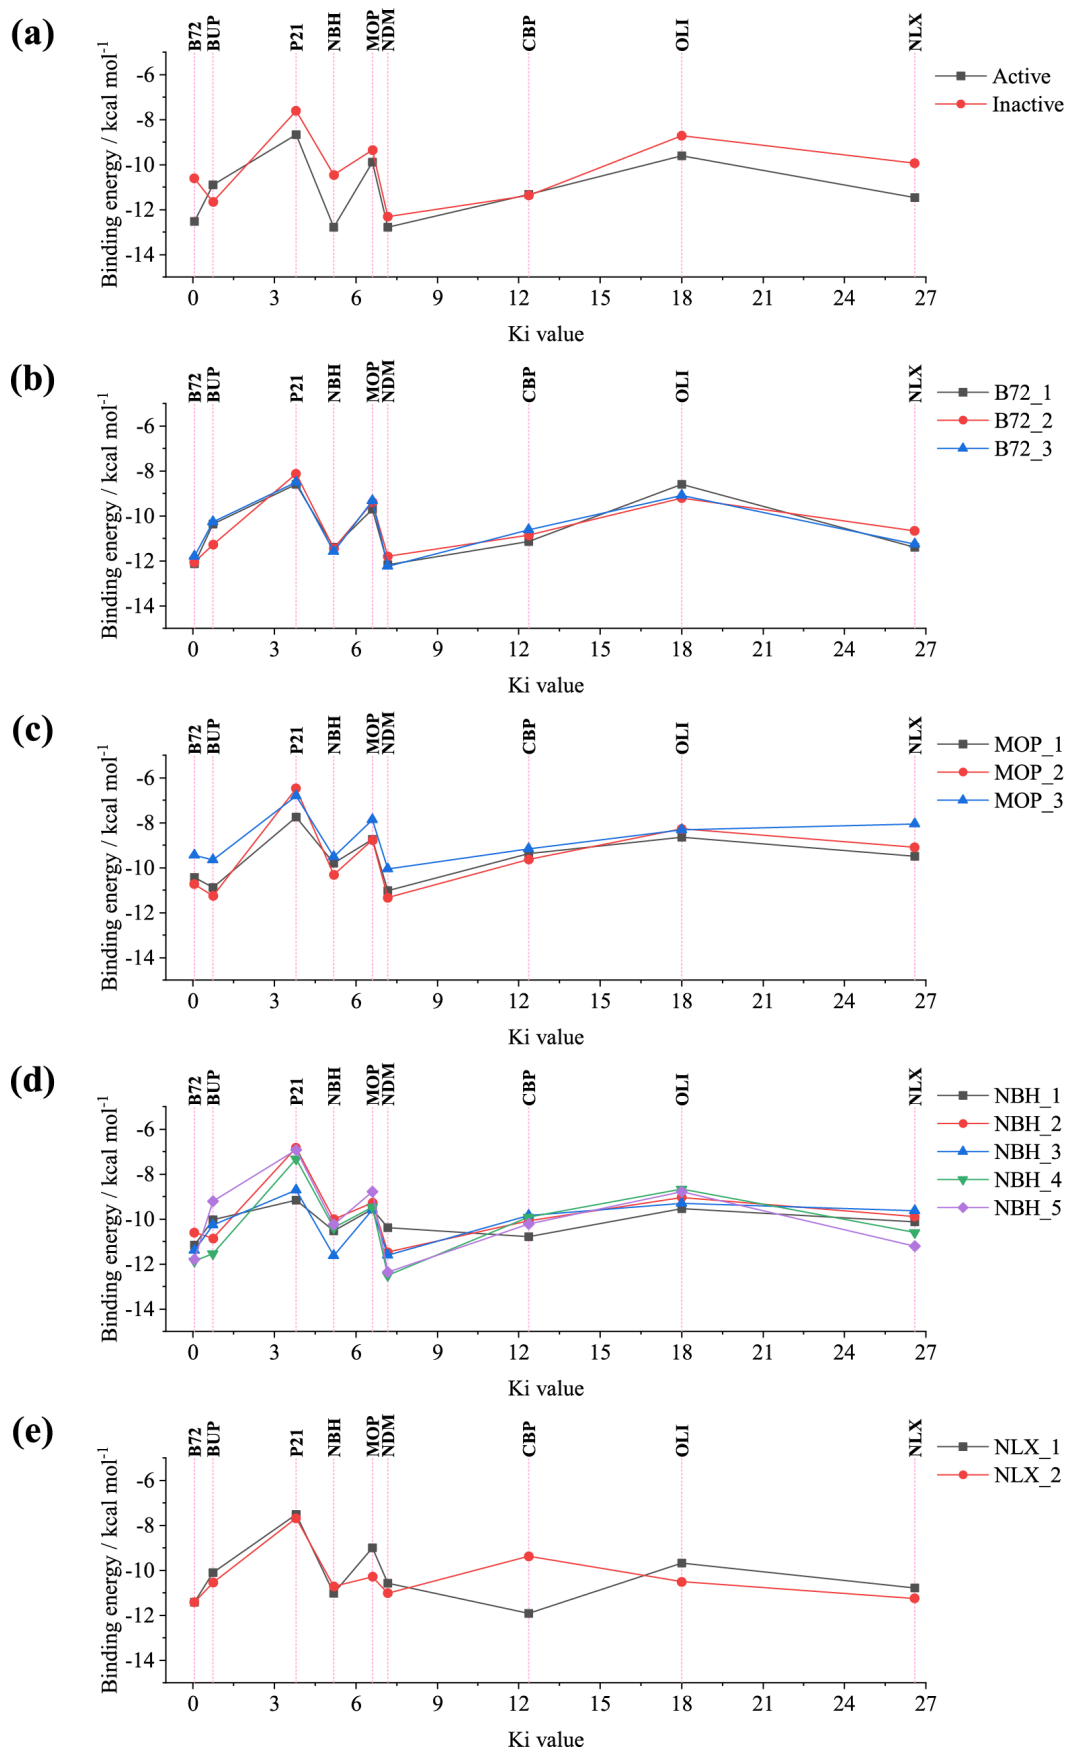 (a)
B72 BUP P21 NBH MOP NDM CBP OLI NLX
Binding energy / kcal mol⁻¹
-6
-8
-10
-12
-14
0 3 6 9 12 15 18 21 24 27
Ki value
Active
Inactive
(b)
B72 BUP P21 NBH MOP NDM CBP OLI NLX
Binding energy / kcal mol⁻¹
-6
-8
-10
-12
-14
0 3 6 9 12 15 18 21 24 27
Ki value
B72_1
B72_2
B72_3
(c)
B72 BUP P21 NBH MOP NDM CBP OLI NLX
Binding energy / kcal mol⁻¹
-6
-8
-10
-12
-14
0 3 6 9 12 15 18 21 24 27
Ki value
MOP_1
MOP_2
MOP_3
(d)
B72 BUP P21 NBH MOP NDM CBP OLI NLX
Binding energy / kcal mol⁻¹
-6
-8
-10
-12
-14
0 3 6 9 12 15 18 21 24 27
Ki value
NBH_1
NBH_2
NBH_3
NBH_4
NBH_5
(e)
B72 BUP P21 NBH MOP NDM CBP OLI NLX
Binding energy / kcal mol⁻¹
-6
-8
-10
-12
-14
0 3 6 9 12 15 18 21 24 27
Ki value
NLX_1
NLX_2